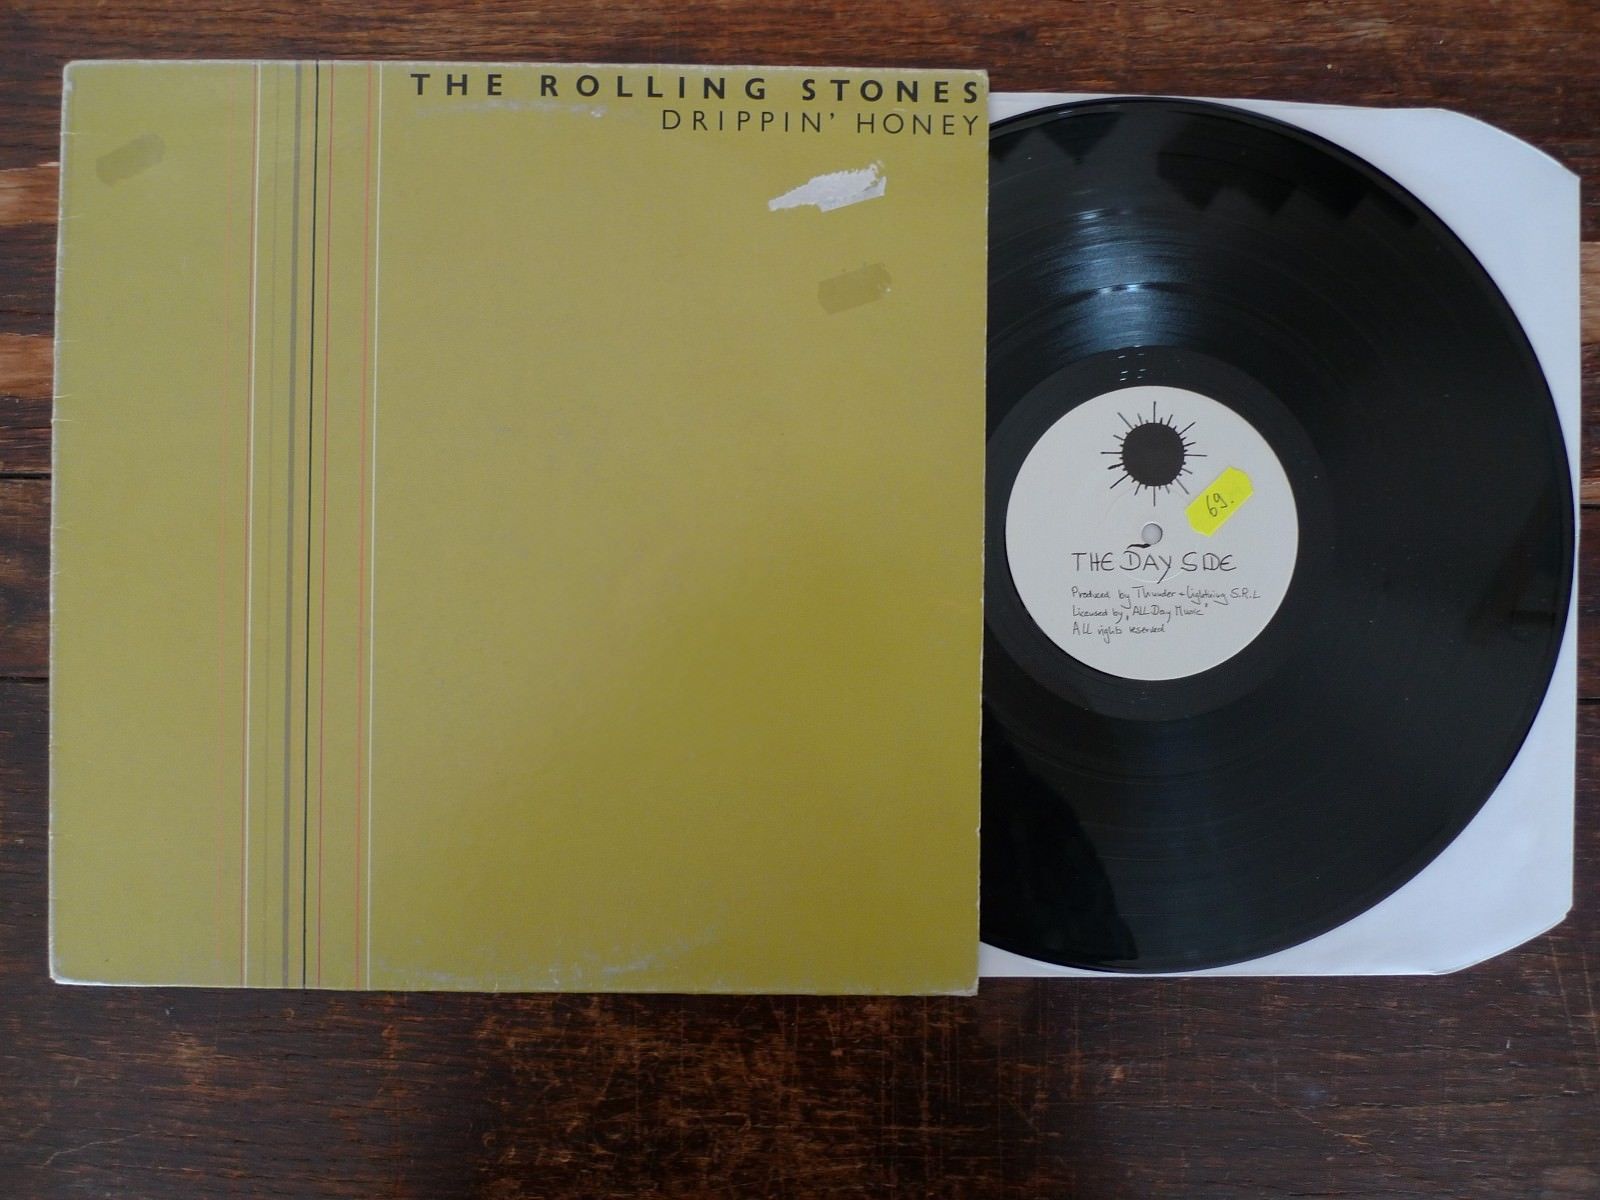 THE ROLLING STONES
DRIPPIN' HONEY
69.
THE DAY SIDE
Produced by Thunder + Lightning S.R.L
Licensed by „ALL Day Music"
ALL rights reserved